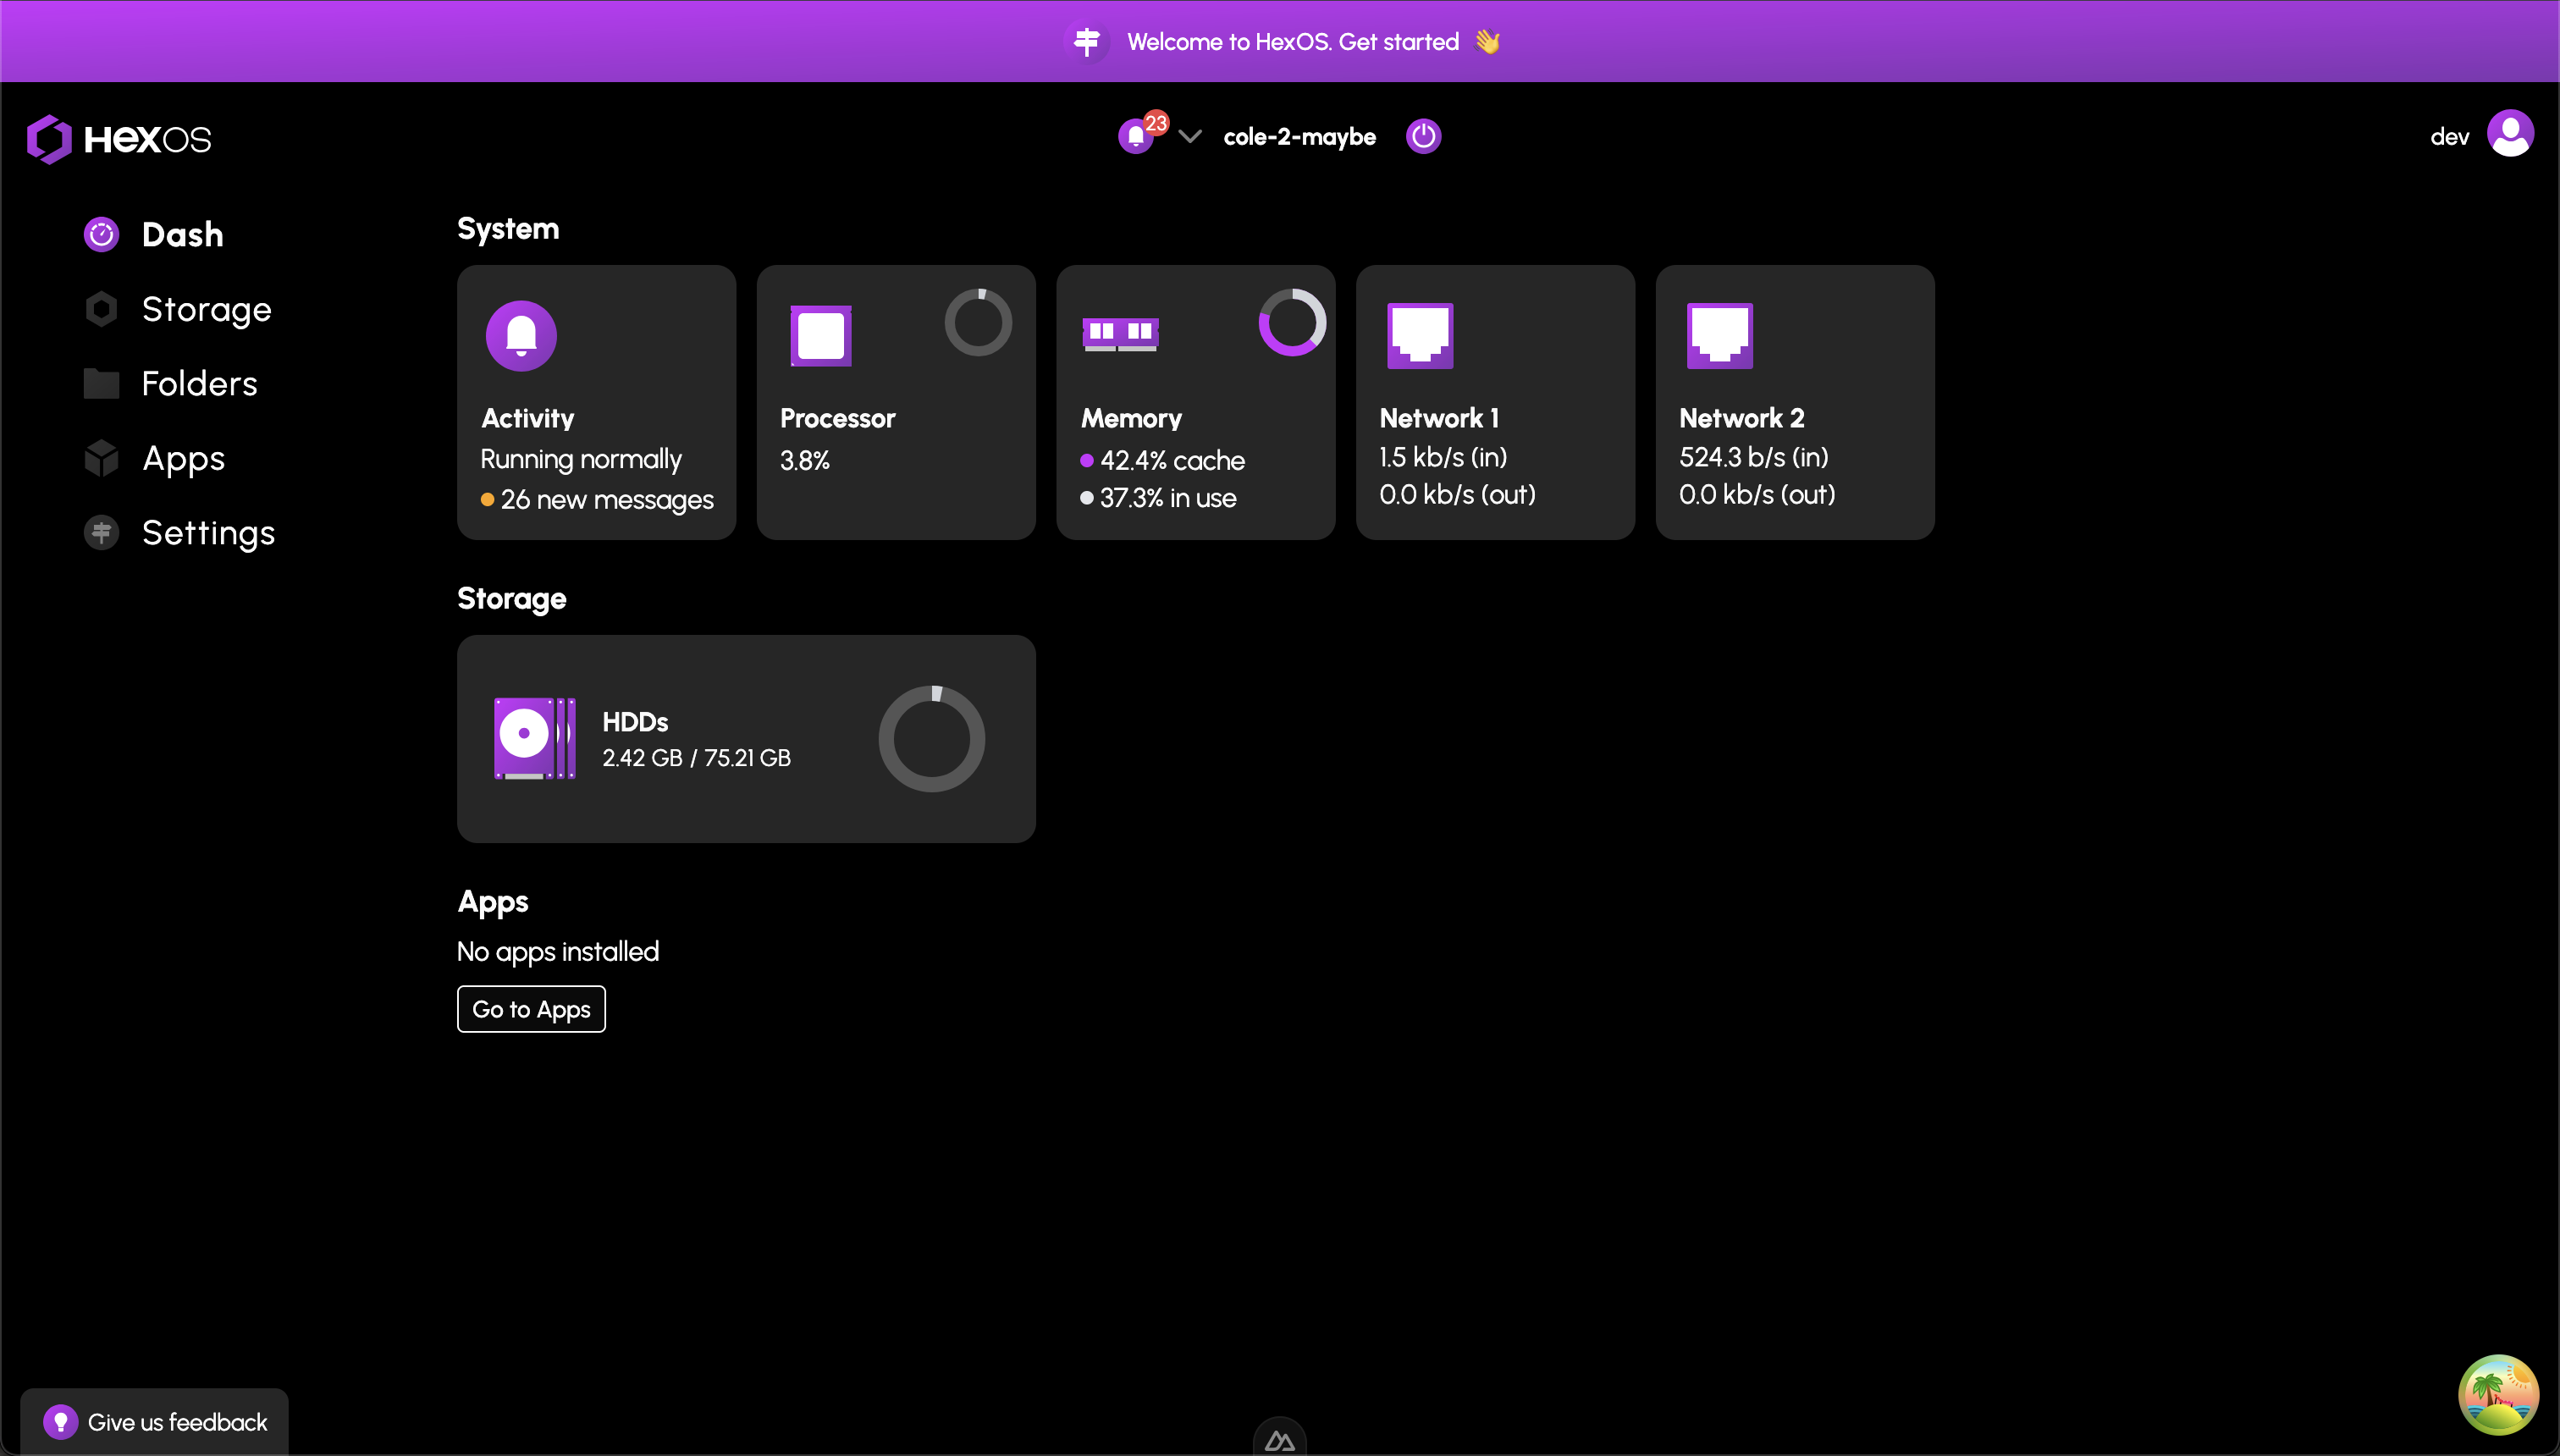 Welcome to HexOS. Get started 👋
HexOS
23
cole-2-maybe
dev
Dash
Storage
Folders
Apps
Settings
System
Activity
Running normally
26 new messages
Processor
3.8%
Memory
42.4% cache
37.3% in use
Network 1
1.5 kb/s (in)
0.0 kb/s (out)
Network 2
524.3 b/s (in)
0.0 kb/s (out)
Storage
HDDs
2.42 GB / 75.21 GB
Apps
No apps installed
Go to Apps
Give us feedback